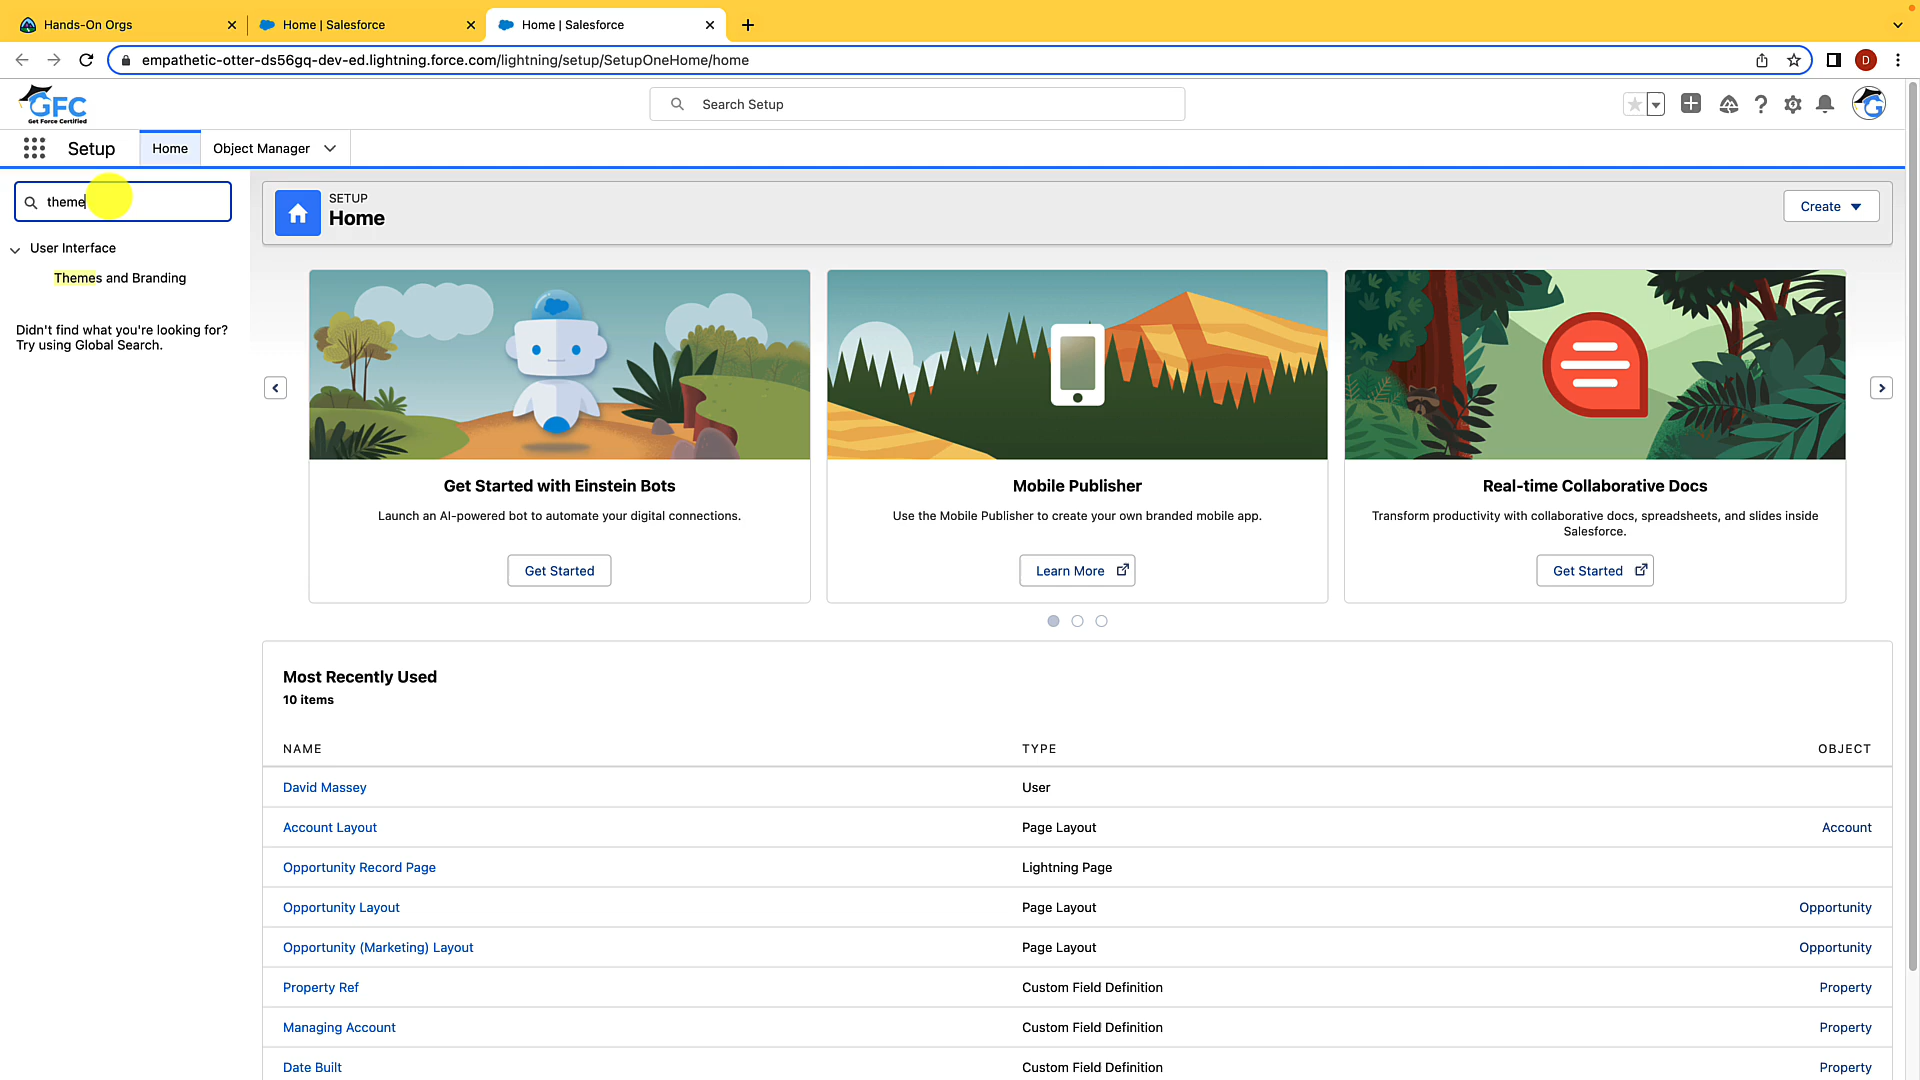 Hands-On Orgs
Home | Salesforce
Home | Salesforce
empathetic-otter-ds56gq-dev-ed.lightning.force.com/lightning/setup/SetupOneHome/home
D
GFC
Get Force Certified
Search Setup
Setup
Home
Object Manager
theme
User Interface
Themes and Branding
Didn't find what you're looking for?
Try using Global Search.
SETUP
Home
Create
Get Started with Einstein Bots
Launch an AI-powered bot to automate your digital connections.
Get Started
Mobile Publisher
Use the Mobile Publisher to create your own branded mobile app.
Learn More
Real-time Collaborative Docs
Transform productivity with collaborative docs, spreadsheets, and slides inside
Salesforce.
Get Started
Most Recently Used
10 items
NAME TYPE OBJECT
David Massey User
Account Layout Page Layout Account
Opportunity Record Page Lightning Page
Opportunity Layout Page Layout Opportunity
Opportunity (Marketing) Layout Page Layout Opportunity
Property Ref Custom Field Definition Property
Managing Account Custom Field Definition Property
Date Built Custom Field Definition Property